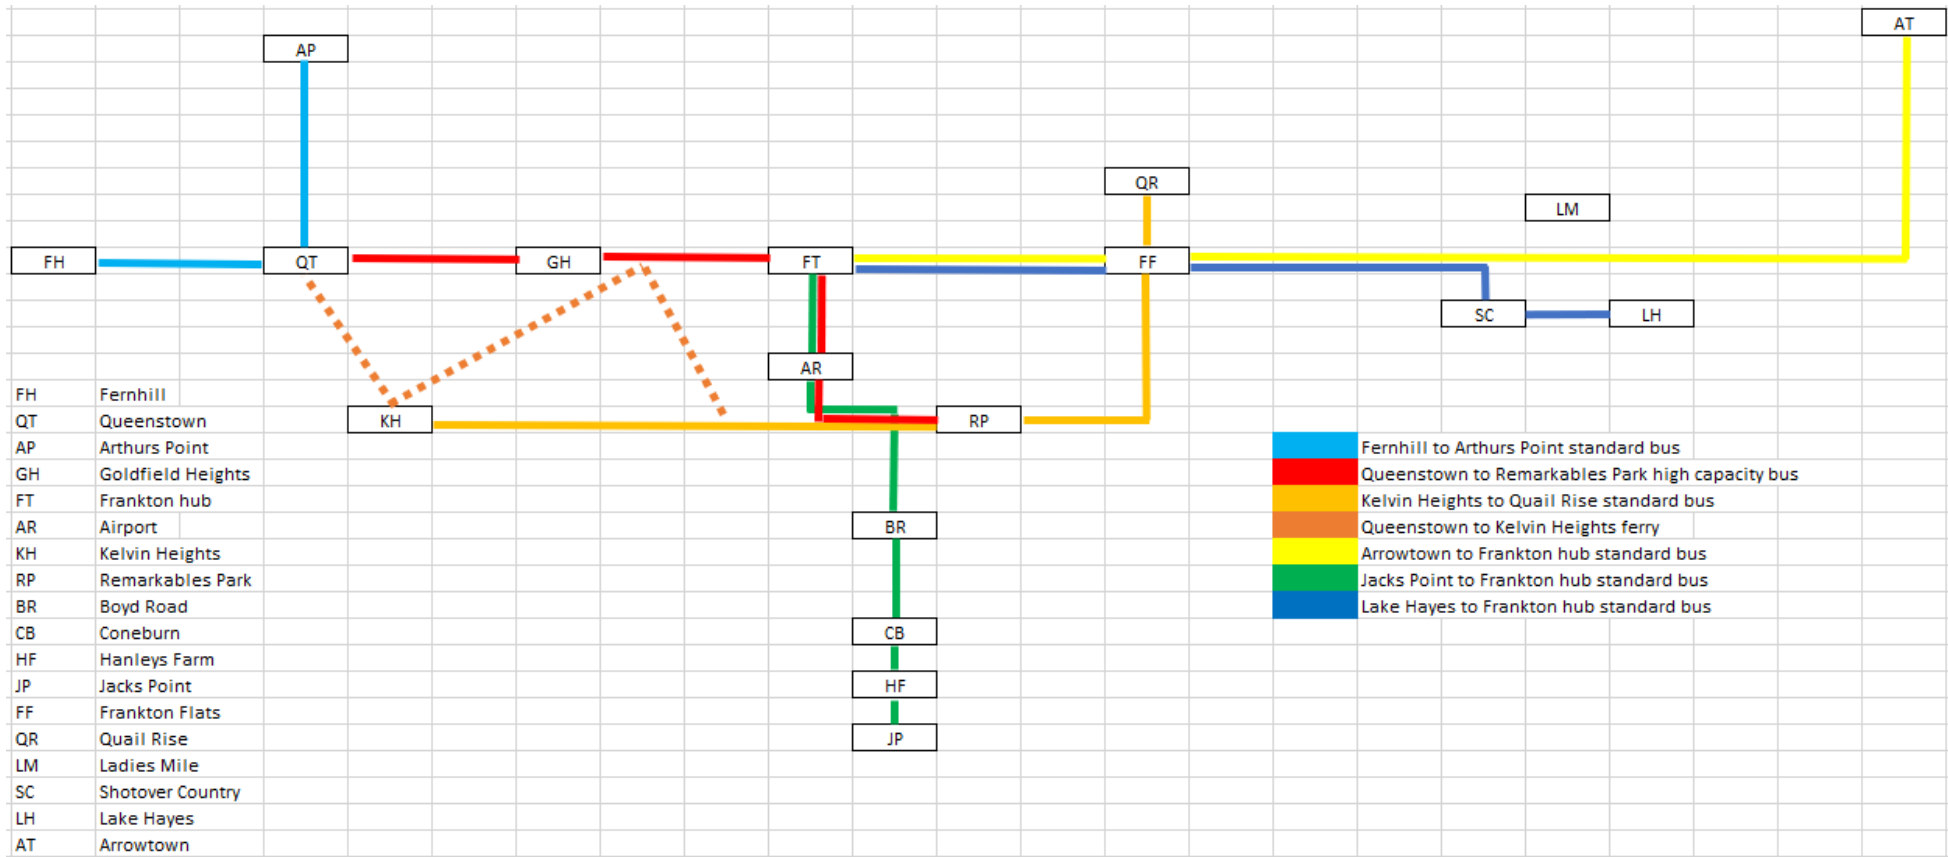 AT
AP
QR
LM
FH QT GH FT FF
SC LH
AR
FH Fernhill
QT Queenstown KH RP
AP Arthurs Point Fernhill to Arthurs Point standard bus
GH Goldfield Heights Queenstown to Remarkables Park high capacity bus
FT Frankton hub Kelvin Heights to Quail Rise standard bus
AR Airport BR Queenstown to Kelvin Heights ferry
KH Kelvin Heights Arrowtown to Frankton hub standard bus
RP Remarkables Park Jacks Point to Frankton hub standard bus
BR Boyd Road Lake Hayes to Frankton hub standard bus
CB Coneburn CB
HF Hanleys Farm
JP Jacks Point HF
FF Frankton Flats
QR Quail Rise JP
LM Ladies Mile
SC Shotover Country
LH Lake Hayes
AT Arrowtown